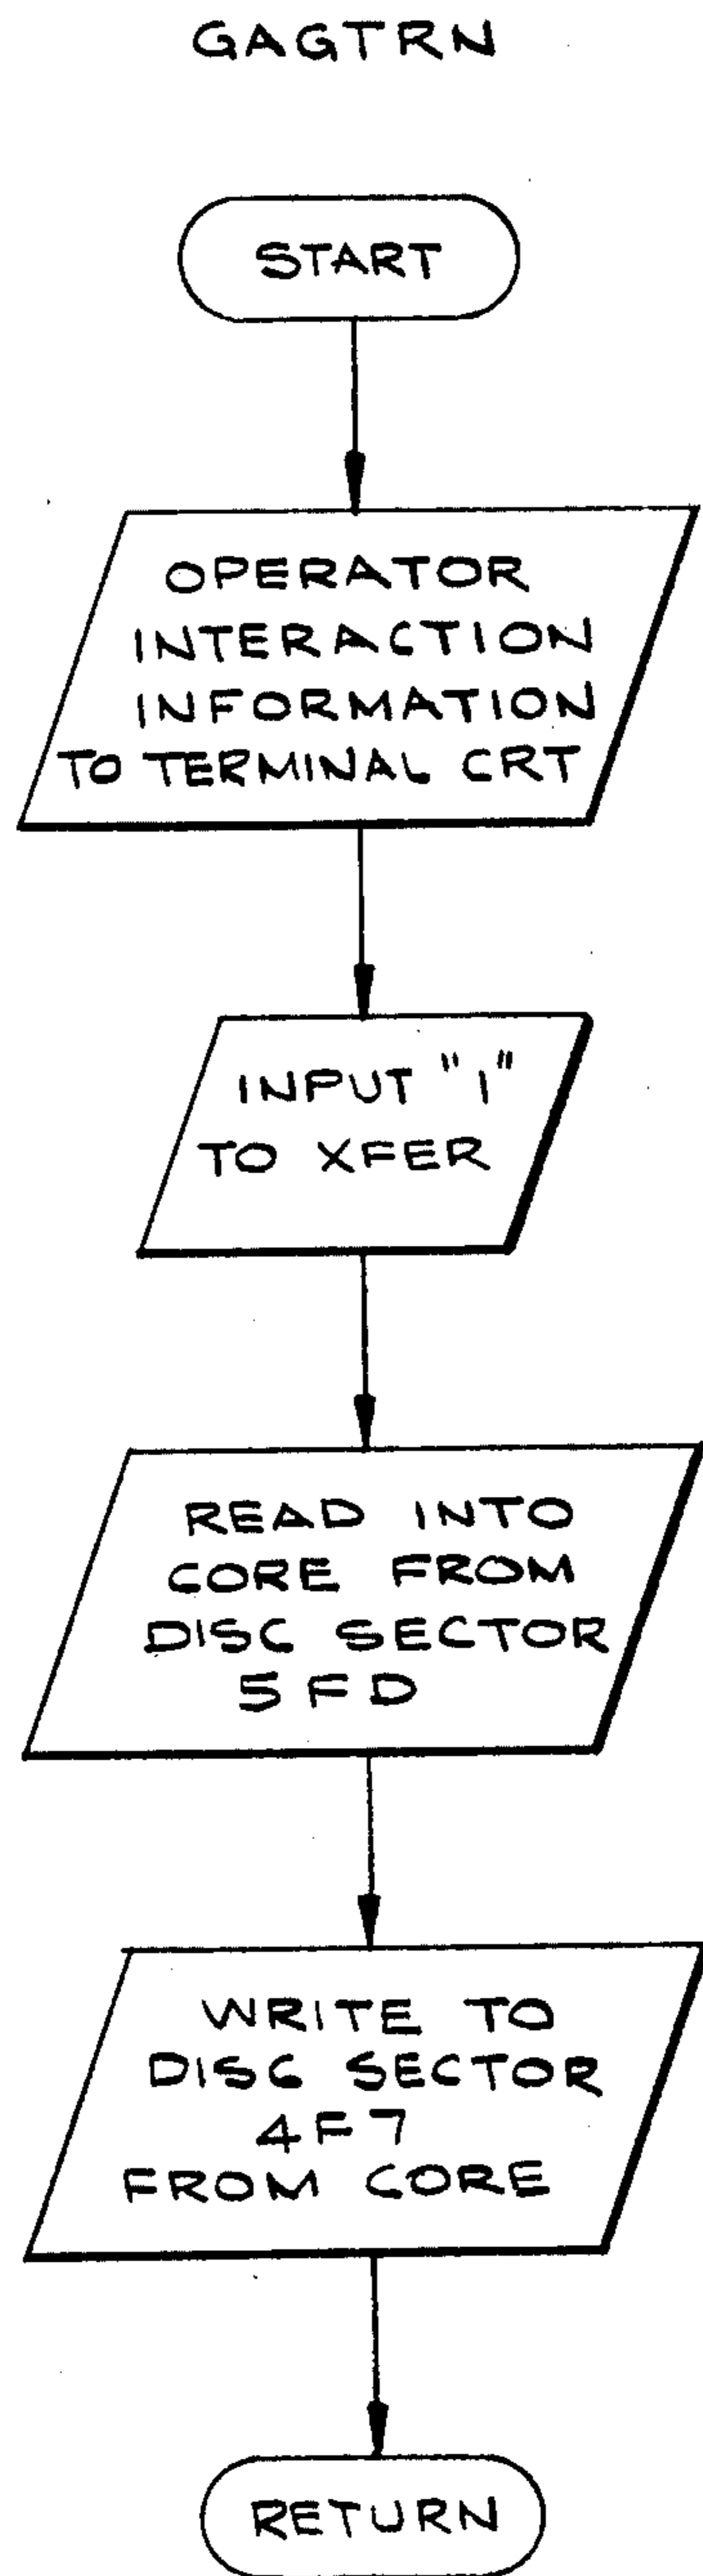 GAGTRN
START
OPERATOR
INTERACTION
INFORMATION
TO TERMINAL CRT
INPUT "1"
TO XFER
READ INTO
CORE FROM
DISC SECTOR
5FD
WRITE TO
DISC SECTOR
4F7
FROM CORE
RETURN